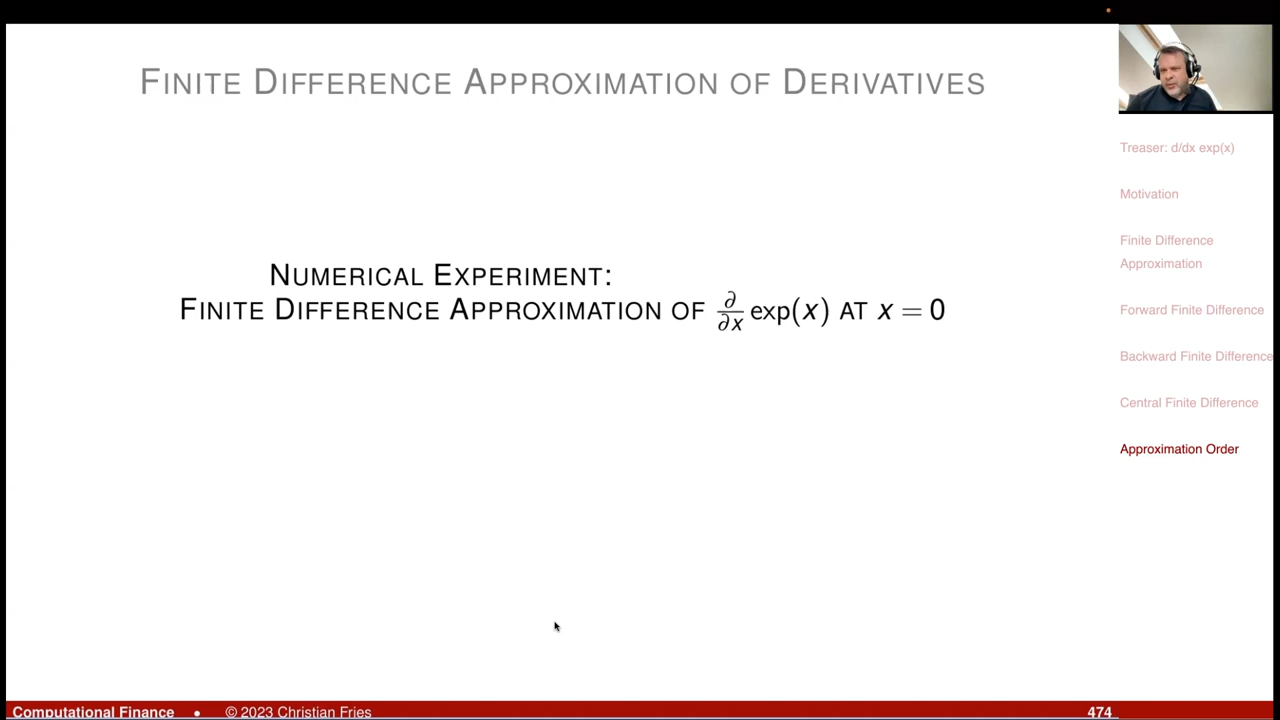 FINITE DIFFERENCE APPROXIMATION OF DERIVATIVES
NUMERICAL EXPERIMENT:
FINITE DIFFERENCE APPROXIMATION OF ∂/∂x exp(x) AT x = 0
Treaser: d/dx exp(x)
Motivation
Finite Difference
Approximation
Forward Finite Difference
Backward Finite Difference
Central Finite Difference
Approximation Order
Computational Finance • © 2023 Christian Fries 474